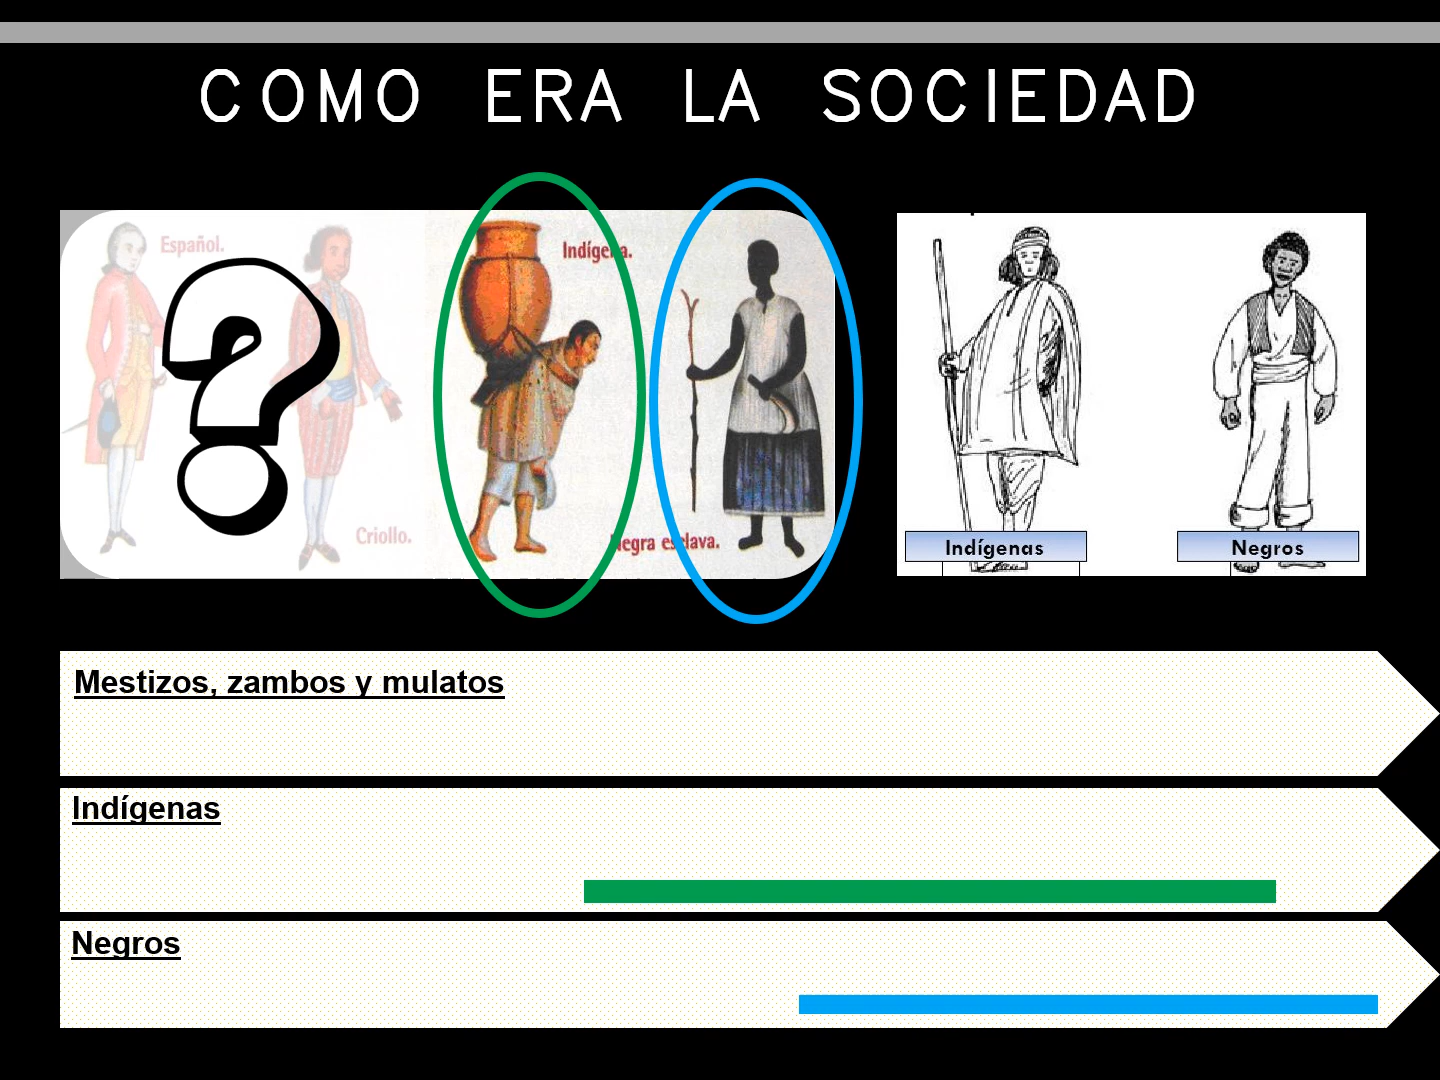 COMO ERA LA SOCIEDAD
Español.
Criollo.
Indígena.
Negra esclava.
Indígenas
Negros
Mestizos, zambos y mulatos
Indígenas
Negros